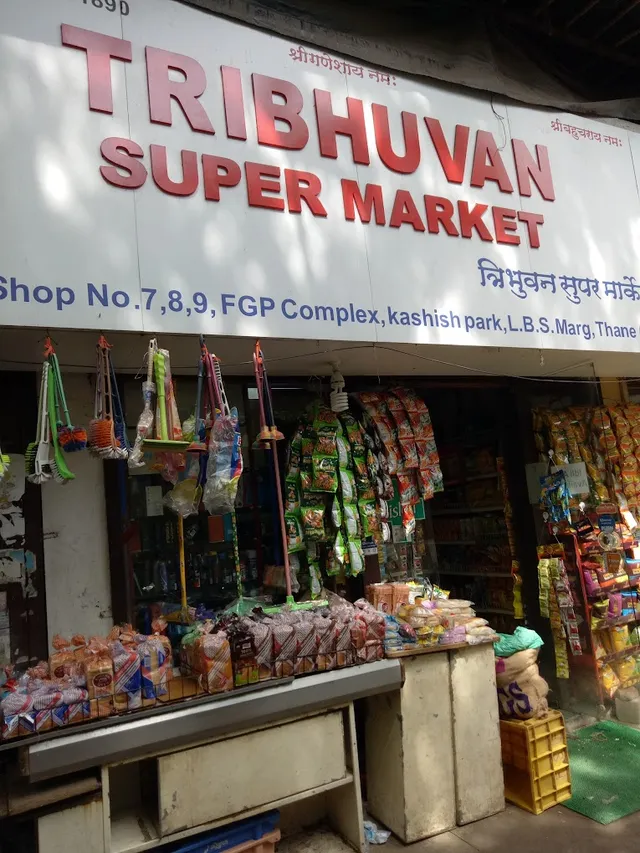 1890
श्री गणेशाय नमः
श्री बहुचराय नमः
TRIBHUVAN
SUPER MARKET
त्रिभुवन सुपर मार्के
Shop No.7,8,9, FGP Complex, kashish park, L.B.S. Marg, Thane